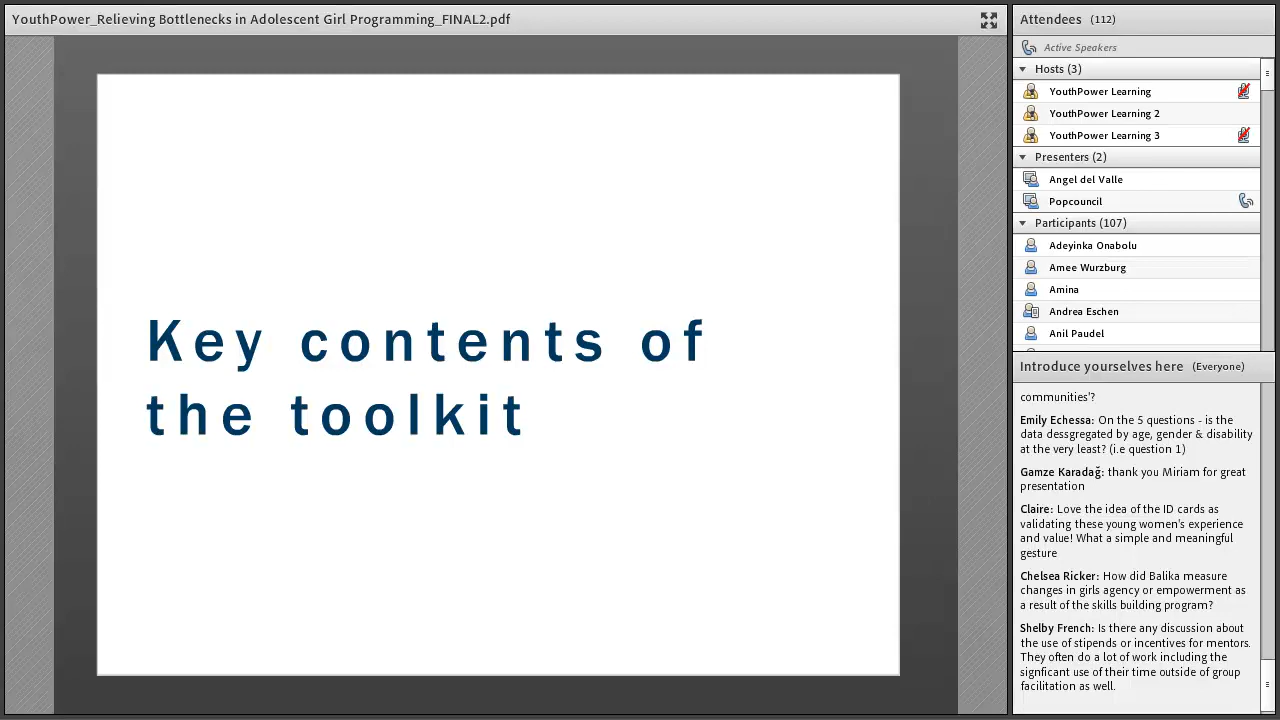 YouthPower_Relieving Bottlenecks in Adolescent Girl Programming_FINAL2.pdf
Key contents of
the toolkit
Attendees (112)
Active Speakers
Hosts (3)
YouthPower Learning
YouthPower Learning 2
YouthPower Learning 3
Presenters (2)
Angel del Valle
Popcouncil
Participants (107)
Adeyinka Onabolu
Amee Wurzburg
Amina
Andrea Eschen
Anil Paudel
Introduce yourselves here (Everyone)
communities'?
Emily Echessa: On the 5 questions - is the
data dessgregated by age, gender & disability
at the very least? (i.e question 1)
Gamze Karadağ: thank you Miriam for great
presentation
Claire: Love the idea of the ID cards as
validating these young women's experience
and value! What a simple and meaningful
gesture
Chelsea Ricker: How did Balika measure
changes in girls agency or empowerment as
a result of the skills building program?
Shelby French: Is there any discussion about
the use of stipends or incentives for mentors.
They often do a lot of work including the
signficant use of their time outside of group
facilitation as well.